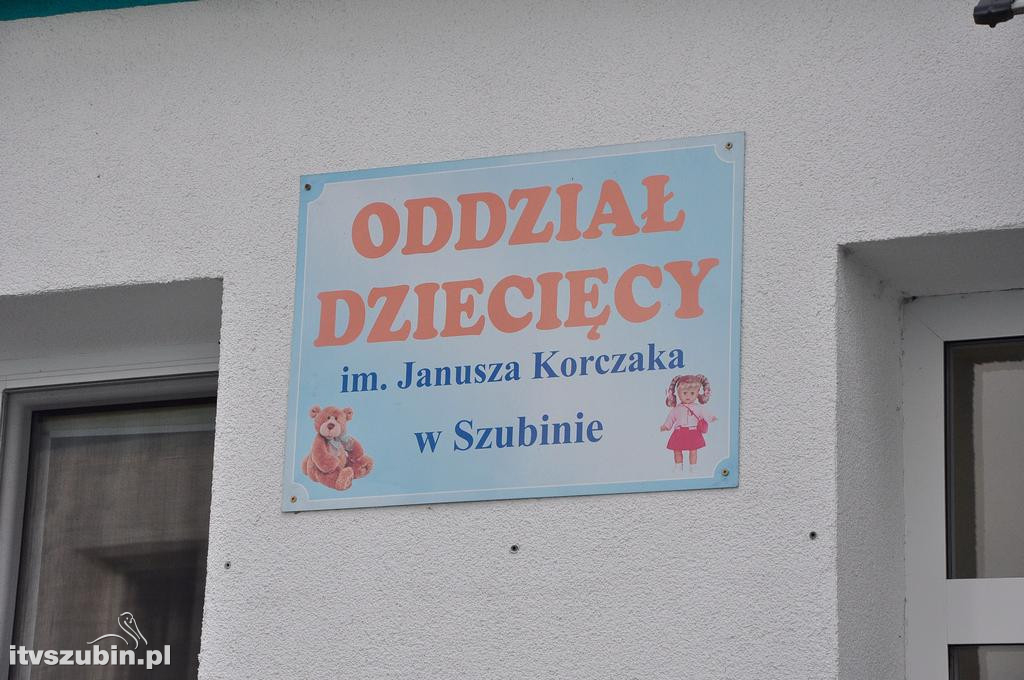 ODDZIAŁ
DZIECIĘCY
im. Janusza Korczaka
w Szubinie
itvszubin.pl